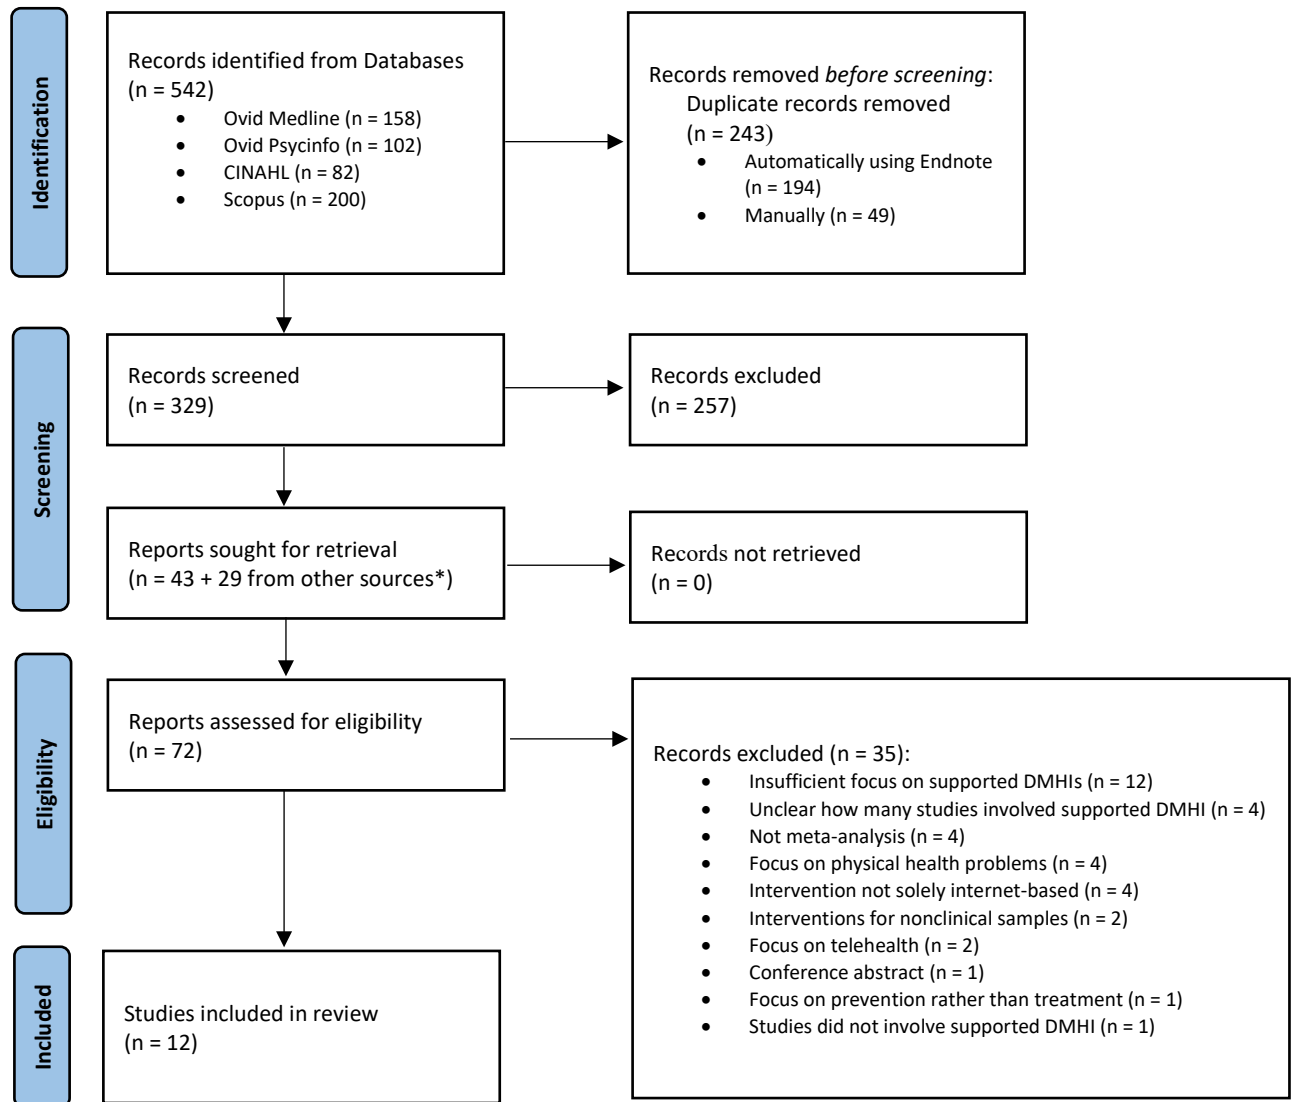 Identification
Records identified from Databases
(n = 542)
• Ovid Medline (n = 158)
• Ovid Psycinfo (n = 102)
• CINAHL (n = 82)
• Scopus (n = 200)
Records removed before screening:
Duplicate records removed
(n = 243)
• Automatically using Endnote
(n = 194)
• Manually (n = 49)
Screening
Records screened
(n = 329)
Records excluded
(n = 257)
Reports sought for retrieval
(n = 43 + 29 from other sources*)
Records not retrieved
(n = 0)
Eligibility
Reports assessed for eligibility
(n = 72)
Records excluded (n = 35):
• Insufficient focus on supported DMHIs (n = 12)
• Unclear how many studies involved supported DMHI (n = 4)
• Not meta-analysis (n = 4)
• Focus on physical health problems (n = 4)
• Intervention not solely internet-based (n = 4)
• Interventions for nonclinical samples (n = 2)
• Focus on telehealth (n = 2)
• Conference abstract (n = 1)
• Focus on prevention rather than treatment (n = 1)
• Studies did not involve supported DMHI (n = 1)
Included
Studies included in review
(n = 12)